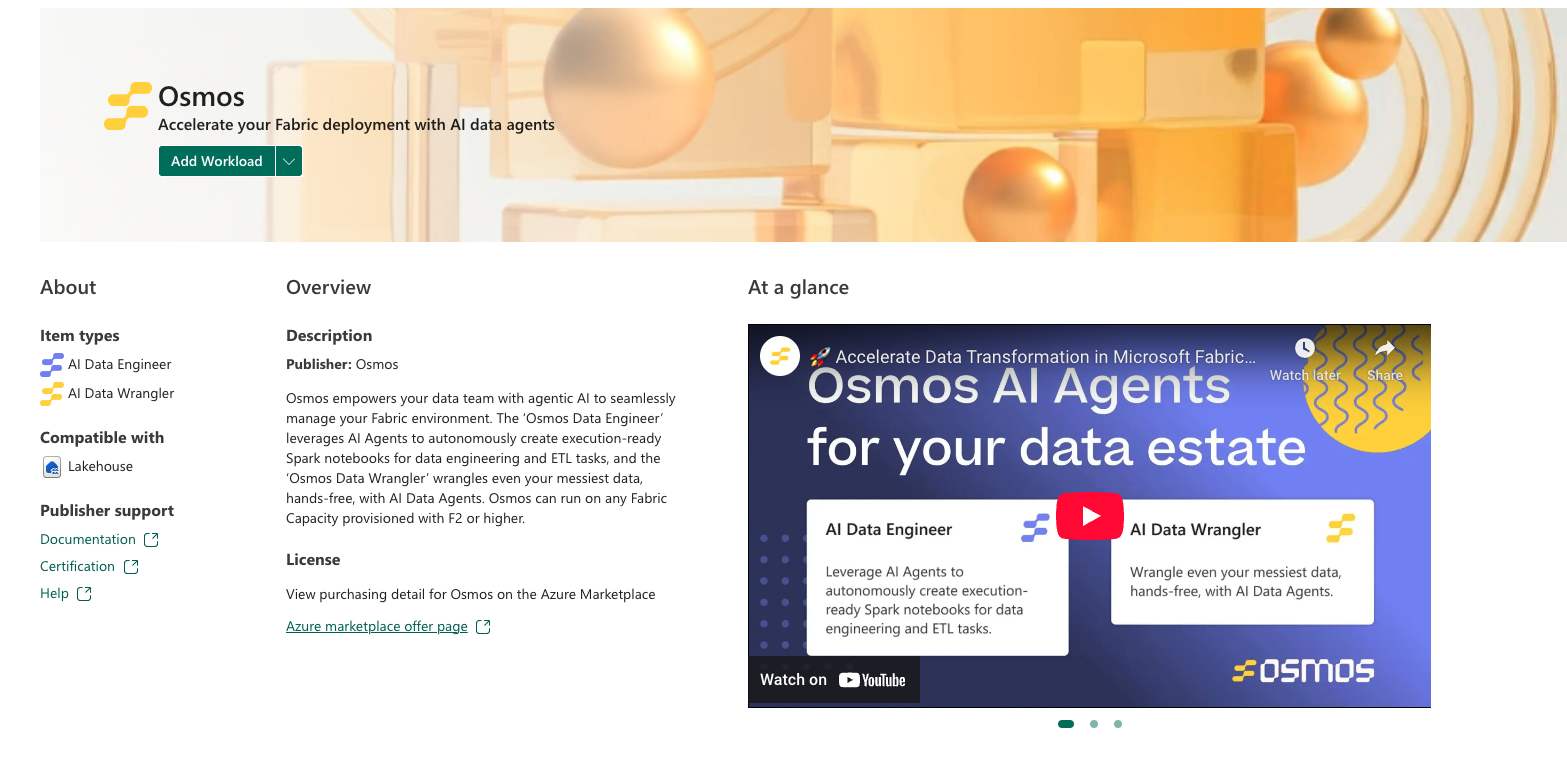 Osmos
Accelerate your Fabric deployment with AI data agents
Add Workload
About
Item types
AI Data Engineer
AI Data Wrangler
Compatible with
Lakehouse
Publisher support
Documentation
Certification
Help
Overview
Description
Publisher: Osmos
Osmos empowers your data team with agentic AI to seamlessly
manage your Fabric environment. The ‘Osmos Data Engineer’
leverages AI Agents to autonomously create execution-ready
Spark notebooks for data engineering and ETL tasks, and the
‘Osmos Data Wrangler’ wrangles even your messiest data,
hands-free, with AI Data Agents. Osmos can run on any Fabric
Capacity provisioned with F2 or higher.
License
View purchasing detail for Osmos on the Azure Marketplace
Azure marketplace offer page
At a glance
🚀 Accelerate Data Transformation in Microsoft Fabric...
Watch later
Share
Osmos AI Agents
for your data estate
AI Data Engineer
Leverage AI Agents to
autonomously create execution-
ready Spark notebooks for data
engineering and ETL tasks.
AI Data Wrangler
Wrangle even your messiest data,
hands-free, with AI Data Agents.
Watch on YouTube
osmos